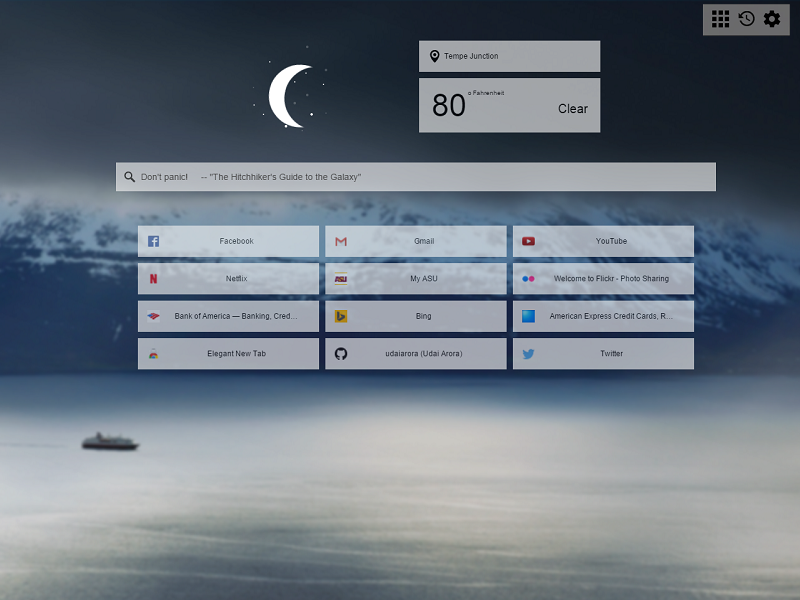 Tempe Junction
80 o Fahrenheit
Clear
Don't panic! -- "The Hitchhiker's Guide to the Galaxy"
Facebook
Gmail
YouTube
Netflix
ASU My ASU
Welcome to Flickr - Photo Sharing
Bank of America — Banking, Cred...
Bing
American Express Credit Cards, R...
Elegant New Tab
udaiarora (Udai Arora)
Twitter